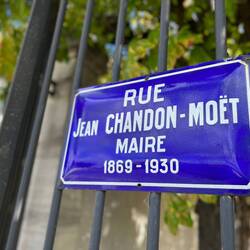 RUE
JEAN CHANDON-MOËT
MAIRE
1869-1930